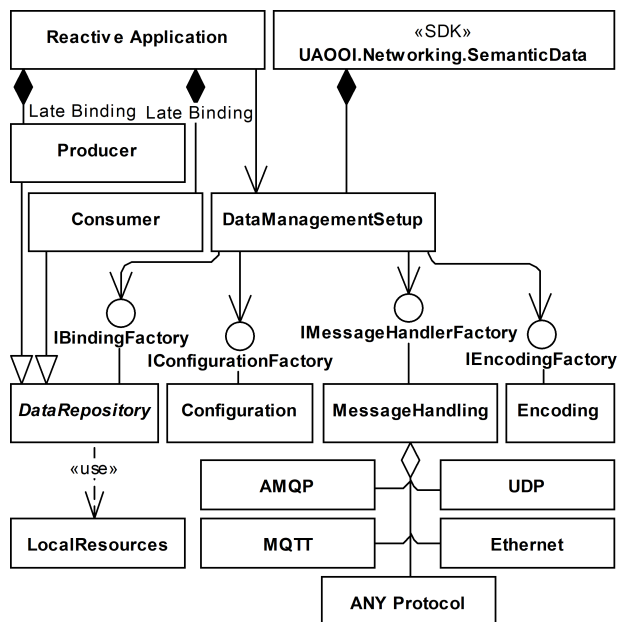 Reactive Application
«SDK»
UAOOI.Networking.SemanticData
Late Binding
Late Binding
Producer
Consumer
DataManagementSetup
IBindingFactory
IConfigurationFactory
IMessageHandlerFactory
IEncodingFactory
DataRepository
Configuration
MessageHandling
Encoding
«use»
AMQP
UDP
LocalResources
MQTT
Ethernet
ANY Protocol